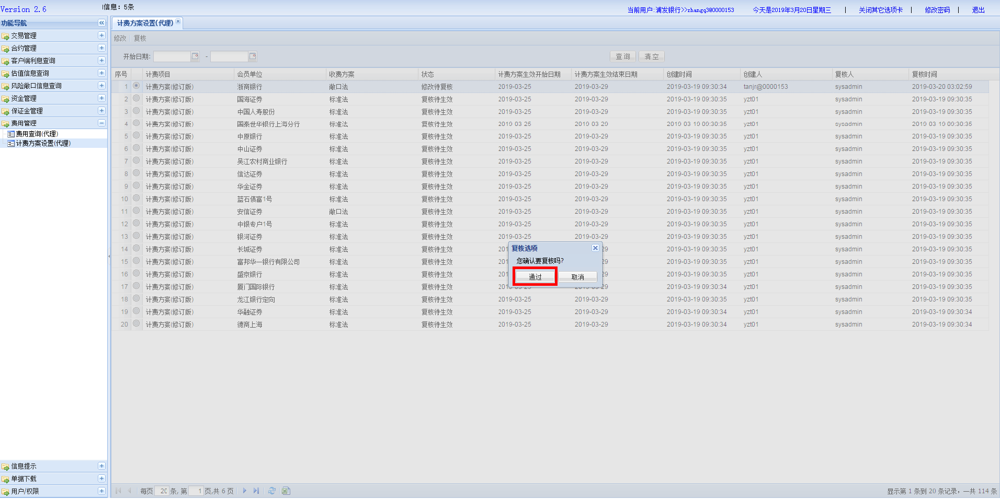 Version 2.6
信息：5条
当前用户:浦发银行>>zhangq3@0000153 今天是2019年3月20日星期三 | 关闭其它选项卡 | 修改密码 | 退出
功能导航
交易管理
合约管理
客户端利息查询
估值信息查询
风险敞口信息查询
资金管理
保证金管理
费用管理
费用查询(代理)
计费方案设置(代理)
信息提示
单据下载
用户/权限
计费方案设置(代理)
修改 复核
开始日期: - 查 询 清 空
序号 计费项目 会员单位 收费方案 状态 计费方案生效开始日期 计费方案生效结束日期 创建时间 创建人 复核人 复核时间
1 计费方案(修订版) 浙商银行 敞口法 修改待复核 2019-03-25 2019-03-29 2019-03-19 09:30:34 tanjr@0000153 sysadmin 2019-03-20 03:02:59
2 计费方案(修订版) 国海证券 标准法 复核待生效 2019-03-25 2019-03-29 2019-03-19 09:30:35 yzt01 sysadmin 2019-03-19 09:30:35
3 计费方案(修订版) 中国人寿股份 标准法 复核待生效 2019-03-25 2019-03-29 2019-03-19 09:30:35 yzt01 sysadmin 2019-03-19 09:30:35
4 计费方案(修订版) 国泰世华银行上海分行 标准法 复核待生效 2019-03-25 2019-03-29 2019-03-19 09:30:35 yzt01 sysadmin 2019-03-19 09:30:35
5 计费方案(修订版) 中原银行 标准法 复核待生效 2019-03-25 2019-03-29 2019-03-19 09:30:35 yzt01 sysadmin 2019-03-19 09:30:35
6 计费方案(修订版) 中山证券 标准法 复核待生效 2019-03-25 2019-03-29 2019-03-19 09:30:35 yzt01 sysadmin 2019-03-19 09:30:35
7 计费方案(修订版) 吴江农村商业银行 标准法 复核待生效 2019-03-25 2019-03-29 2019-03-19 09:30:35 yzt01 sysadmin 2019-03-19 09:30:35
8 计费方案(修订版) 信达证券 标准法 复核待生效 2019-03-25 2019-03-29 2019-03-19 09:30:35 yzt01 sysadmin 2019-03-19 09:30:35
9 计费方案(修订版) 华金证券 标准法 复核待生效 2019-03-25 2019-03-29 2019-03-19 09:30:35 yzt01 sysadmin 2019-03-19 09:30:35
10 计费方案(修订版) 蓝石债富1号 标准法 复核待生效 2019-03-25 2019-03-29 2019-03-19 09:30:35 yzt01 sysadmin 2019-03-19 09:30:35
11 计费方案(修订版) 安信证券 敞口法 复核待生效 2019-03-25 2019-03-29 2019-03-19 09:30:35 yzt01 sysadmin 2019-03-19 09:30:35
12 计费方案(修订版) 中银专户1号 标准法 复核待生效 2019-03-25 2019-03-29 2019-03-19 09:30:35 yzt01 sysadmin 2019-03-19 09:30:35
13 计费方案(修订版) 银河证券 标准法 复核待生效 2019-03-25 2019-03-29 2019-03-19 09:30:35 yzt01 sysadmin 2019-03-19 09:30:35
14 计费方案(修订版) 长城证券 标准法 复核待生效 201 29 2019-03-19 09:30:35 yzt01 sysadmin 2019-03-19 09:30:35
15 计费方案(修订版) 富邦华一银行有限公司 标准法 复核待生效 201 29 2019-03-19 09:30:35 yzt01 sysadmin 2019-03-19 09:30:35
16 计费方案(修订版) 盛京银行 标准法 复核待生效 201 29 2019-03-19 09:30:35 yzt01 sysadmin 2019-03-19 09:30:35
17 计费方案(修订版) 厦门国际银行 标准法 复核待生效 2019-03-25 2019-03-29 2019-03-19 09:30:34 yzt01 sysadmin 2019-03-19 09:30:35
18 计费方案(修订版) 龙江银行定向 标准法 复核待生效 2019-03-25 2019-03-29 2019-03-19 09:30:35 yzt01 sysadmin 2019-03-19 09:30:35
19 计费方案(修订版) 华融证券 标准法 复核待生效 2019-03-25 2019-03-29 2019-03-19 09:30:34 yzt01 sysadmin 2019-03-19 09:30:34
20 计费方案(修订版) 德商上海 标准法 复核待生效 2019-03-25 2019-03-29 2019-03-19 09:30:34 yzt01 sysadmin 2019-03-19 09:30:34
复核选项
您确认要复核吗?
通过 取消
每页 20 条, 第 1 页,共 6 页 显示第 1 条到 20 条记录，一共 114 条